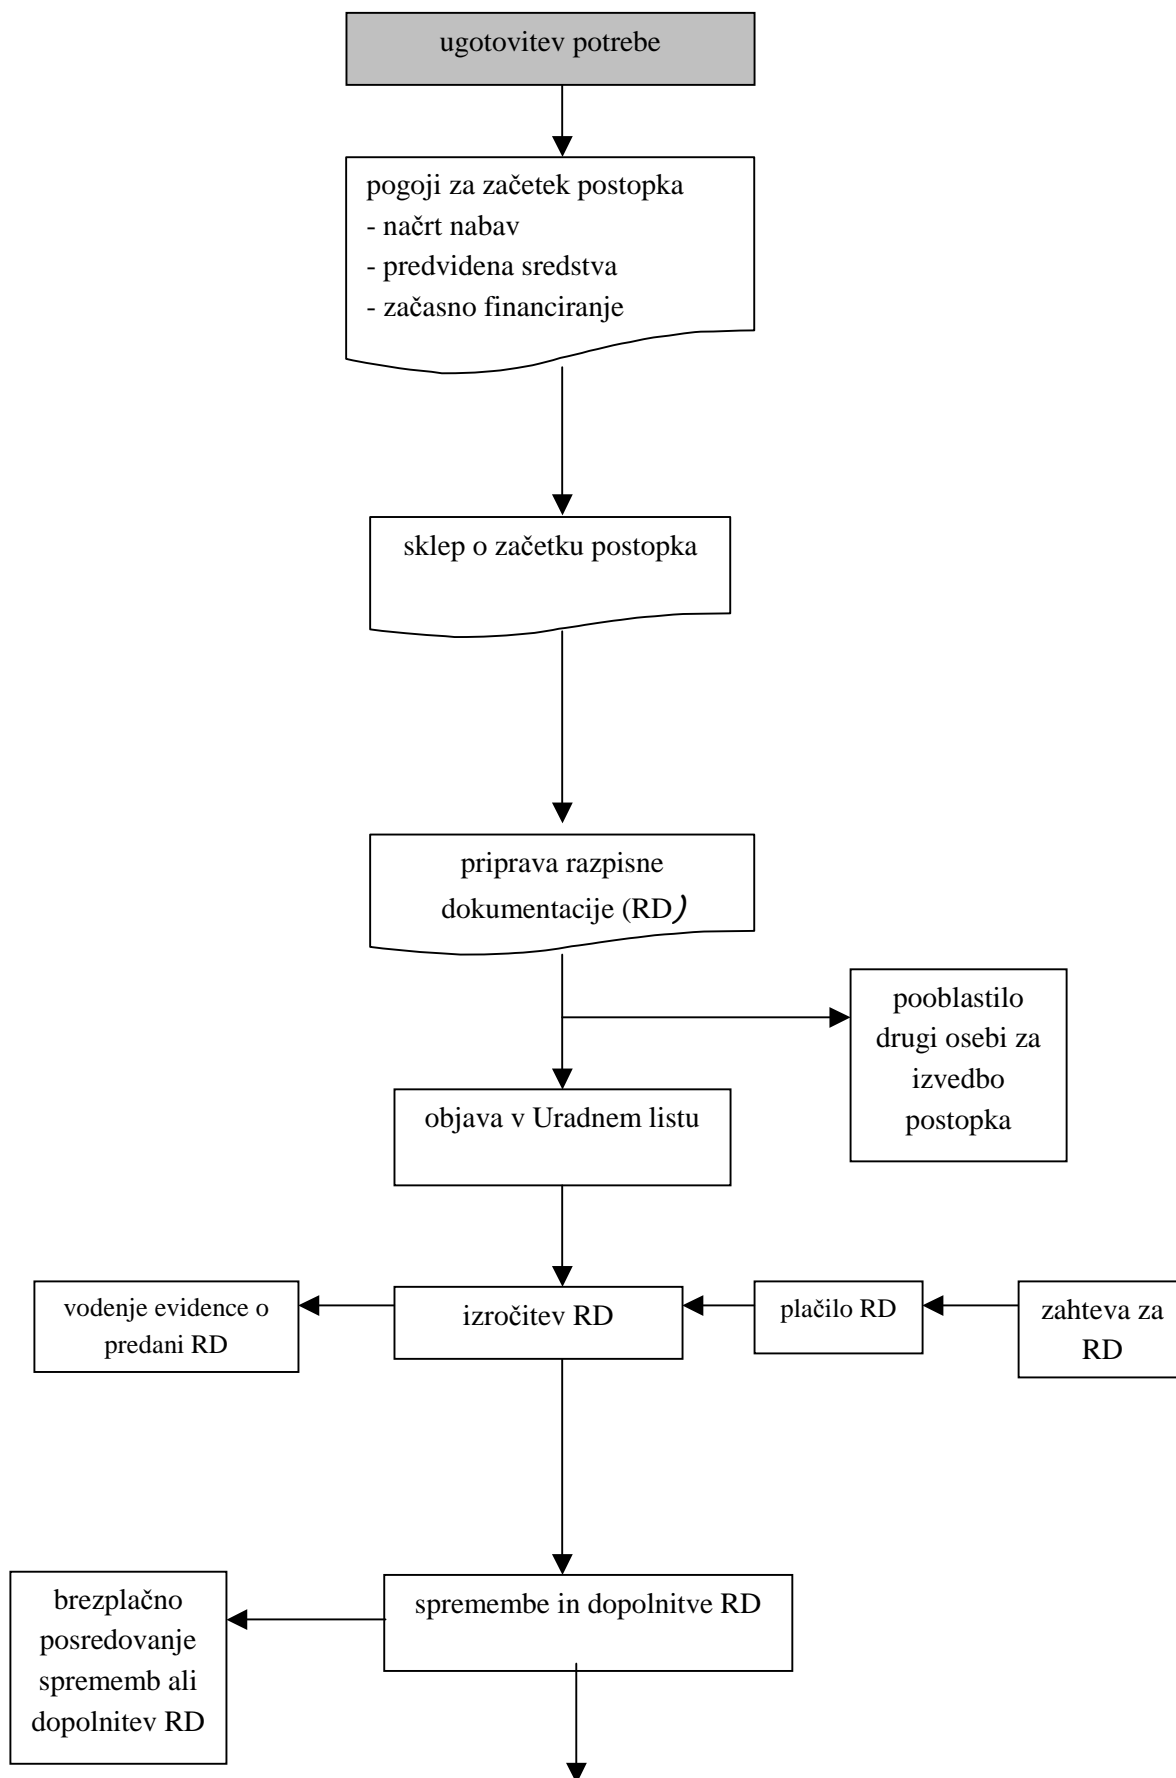 ugotovitev potrebe
pogoji za začetek postopka
- načrt nabav
- predvidena sredstva
- začasno financiranje
sklep o začetku postopka
priprava razpisne
dokumentacije (RD)
pooblastilo
drugi osebi za
izvedbo
postopka
objava v Uradnem listu
vodenje evidence o
predani RD
izročitev RD
plačilo RD
zahteva za
RD
brezplačno
posredovanje
sprememb ali
dopolnitev RD
spremembe in dopolnitve RD